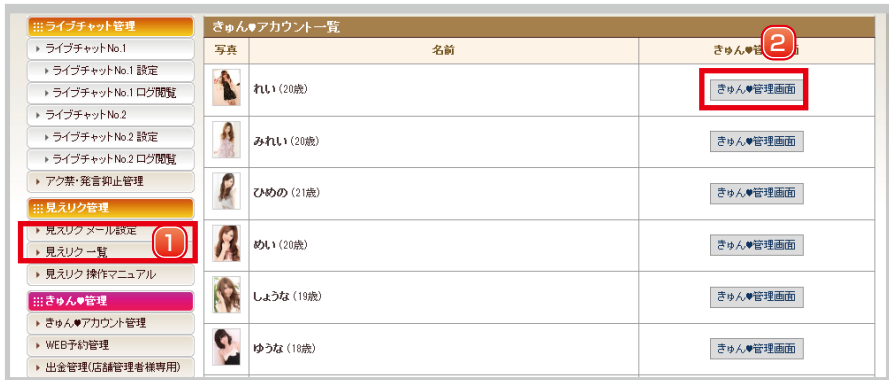 ライブチャット管理
ライブチャットNo.1
ライブチャットNo.1 設定
ライブチャットNo.1 ログ閲覧
ライブチャットNo.2
ライブチャットNo.2 設定
ライブチャットNo.2 ログ閲覧
アク禁・発言抑止管理
見えリク管理
見えリク メール設定
見えリク 一覧
1
見えリク 操作マニュアル
きゅん♥管理
きゅん♥アカウント管理
WEB予約管理
出金管理(店舗管理者様専用)
きゅん♥アカウント一覧
写真 名前 きゅん♥管
2
れい (20歳) きゅん♥管理画面
みれい (20歳) きゅん♥管理画面
ひめの (21歳) きゅん♥管理画面
めい (20歳) きゅん♥管理画面
しょうな (19歳) きゅん♥管理画面
ゆうな (18歳) きゅん♥管理画面